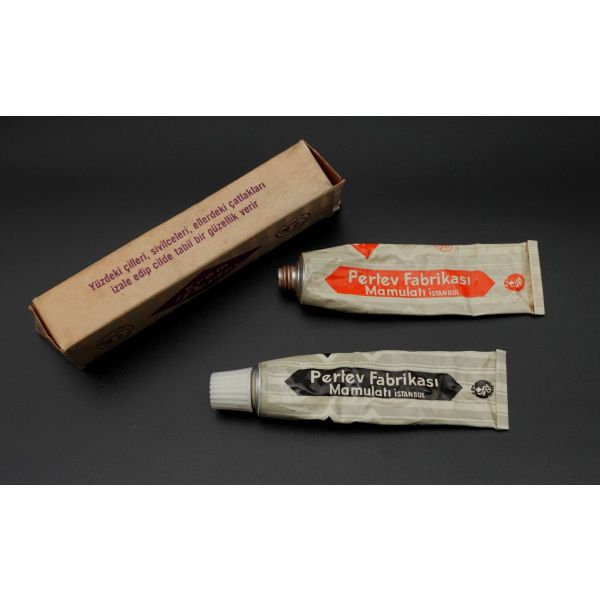 Yüzdeki çilleri, sivilceleri, ellerdeki çatlakları
izale edip cilde tabiî bir güzellik verir
Pertev Fabrikası
Mamulatı İSTANBUL
Pertev Fabrikası
Mamulatı İSTANBUL